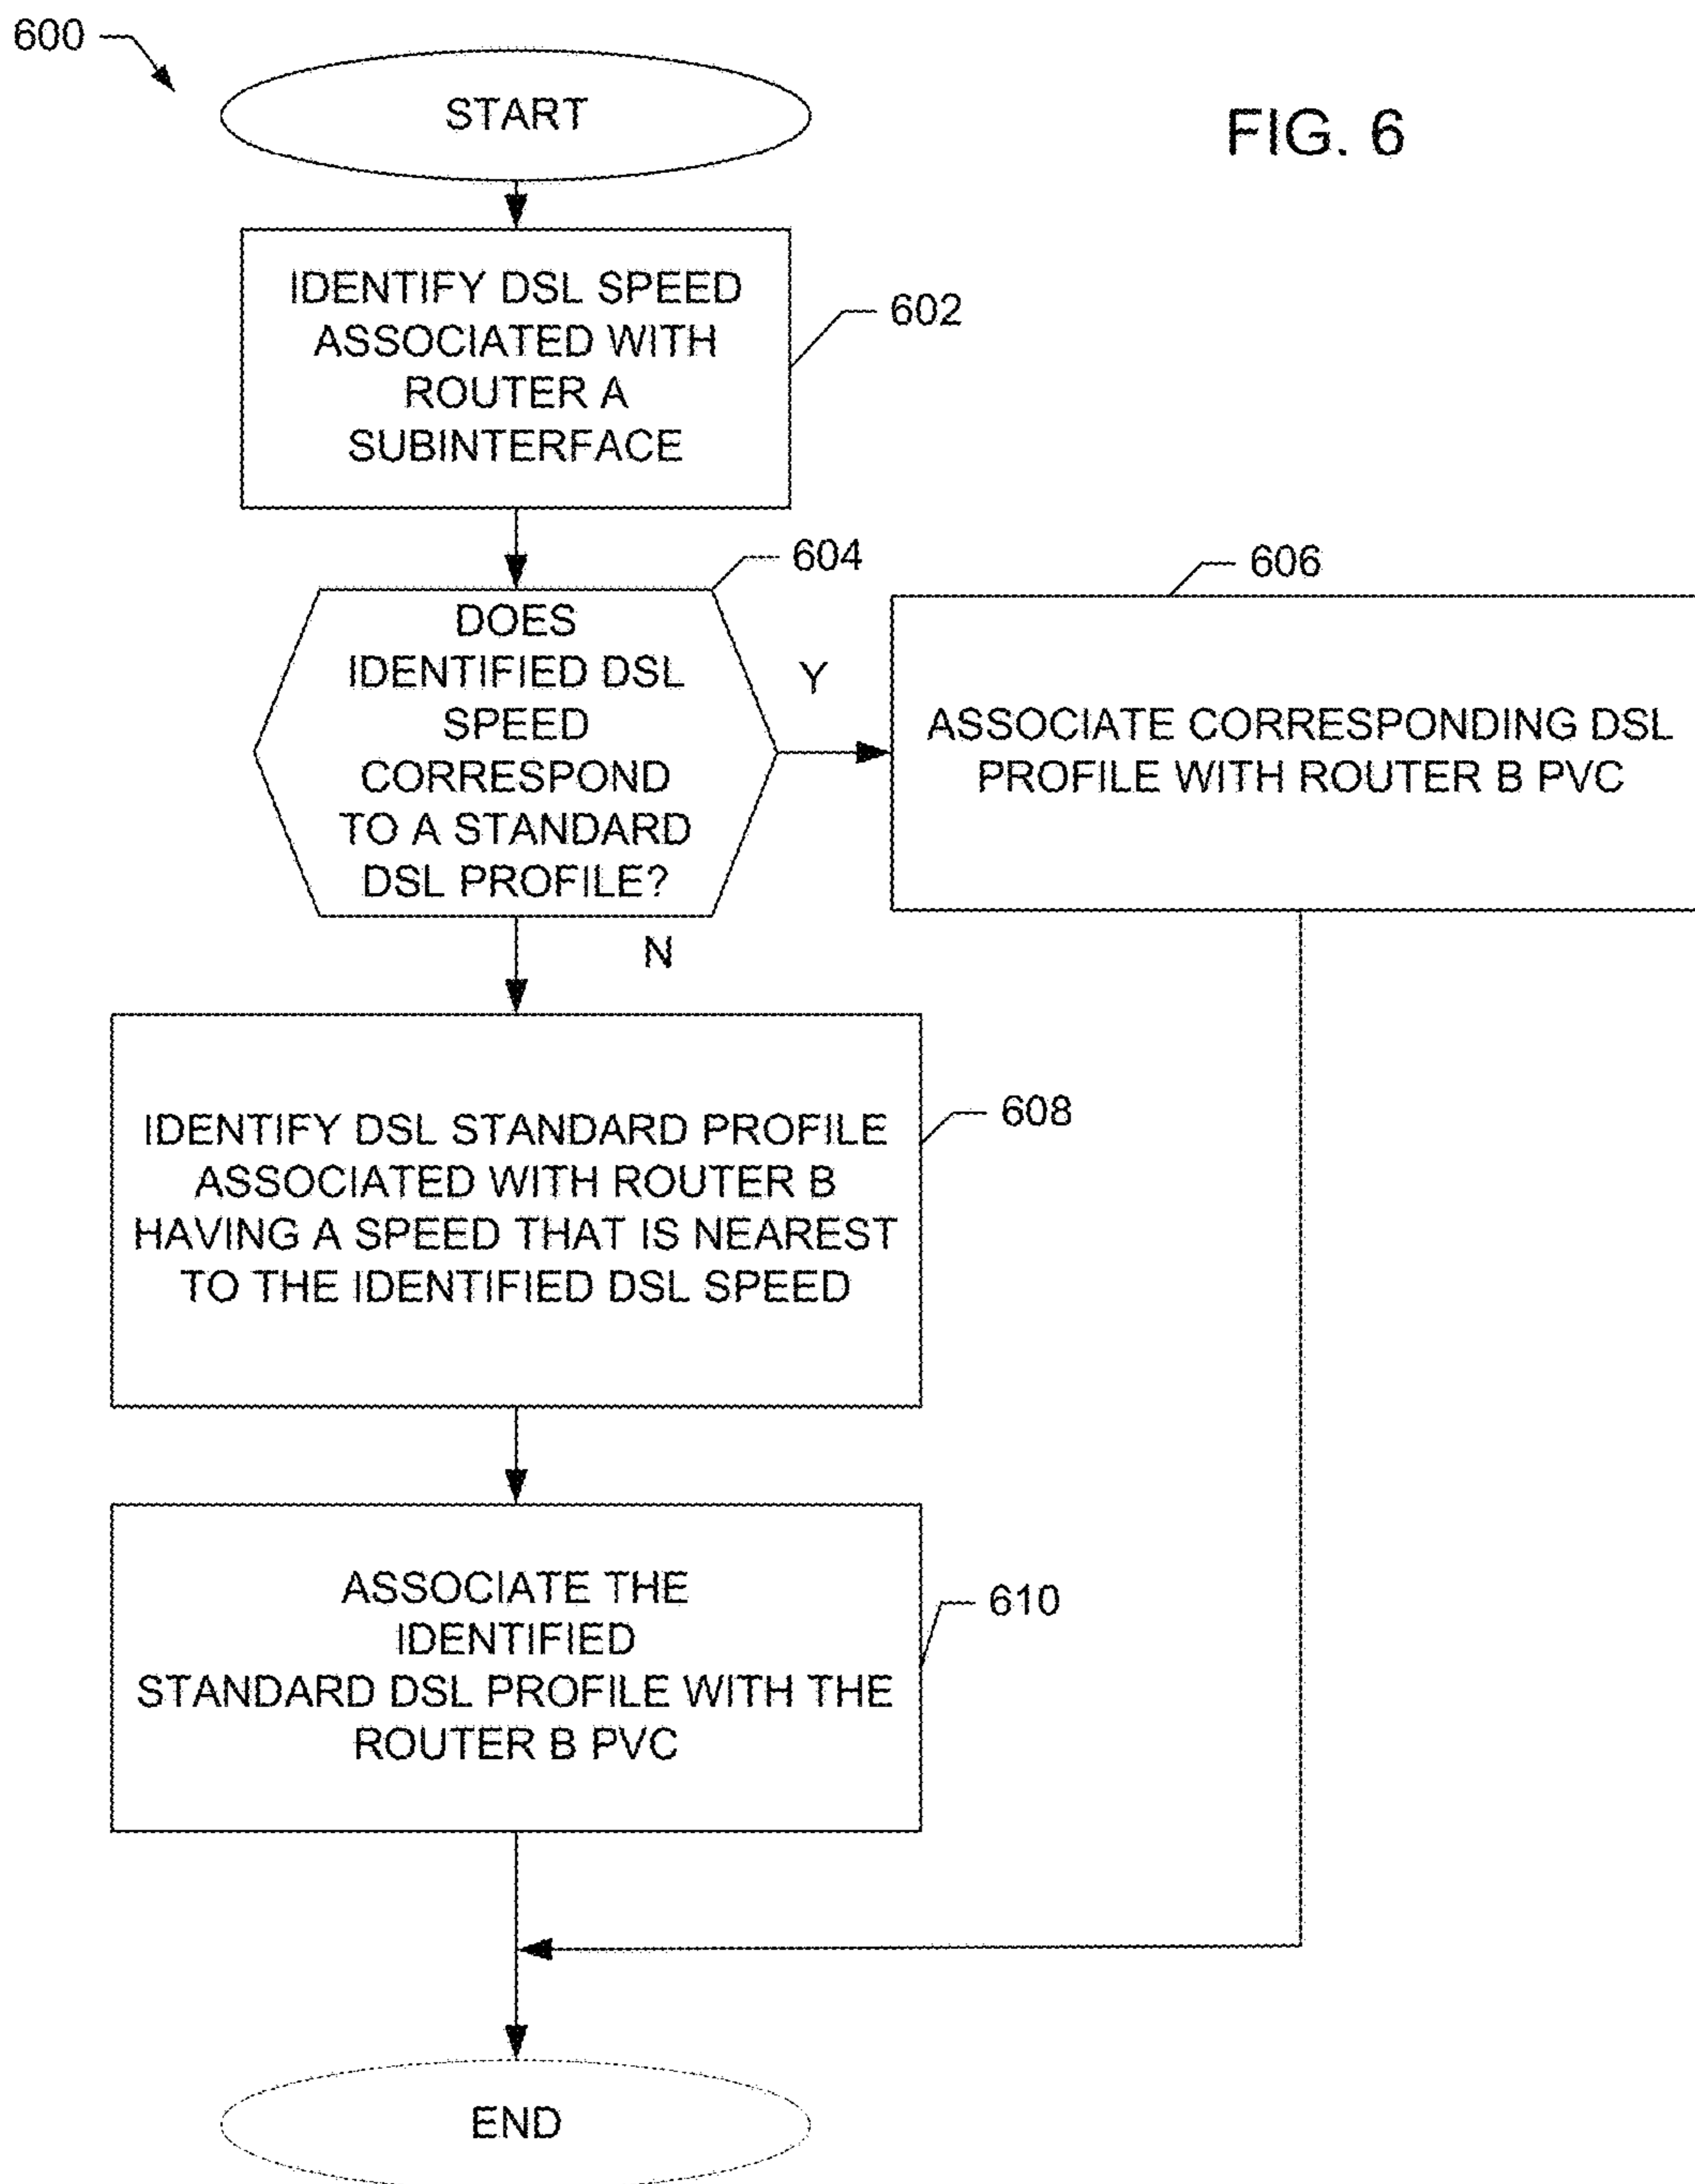 600
START
FIG. 6
IDENTIFY DSL SPEED
ASSOCIATED WITH
ROUTER A
SUBINTERFACE
602
604
DOES
IDENTIFIED DSL
SPEED
CORRESPOND
TO A STANDARD
DSL PROFILE?
Y
606
ASSOCIATE CORRESPONDING DSL
PROFILE WITH ROUTER B PVC
N
IDENTIFY DSL STANDARD PROFILE
ASSOCIATED WITH ROUTER B
HAVING A SPEED THAT IS NEAREST
TO THE IDENTIFIED DSL SPEED
608
ASSOCIATE THE
IDENTIFIED
STANDARD DSL PROFILE WITH THE
ROUTER B PVC
610
END